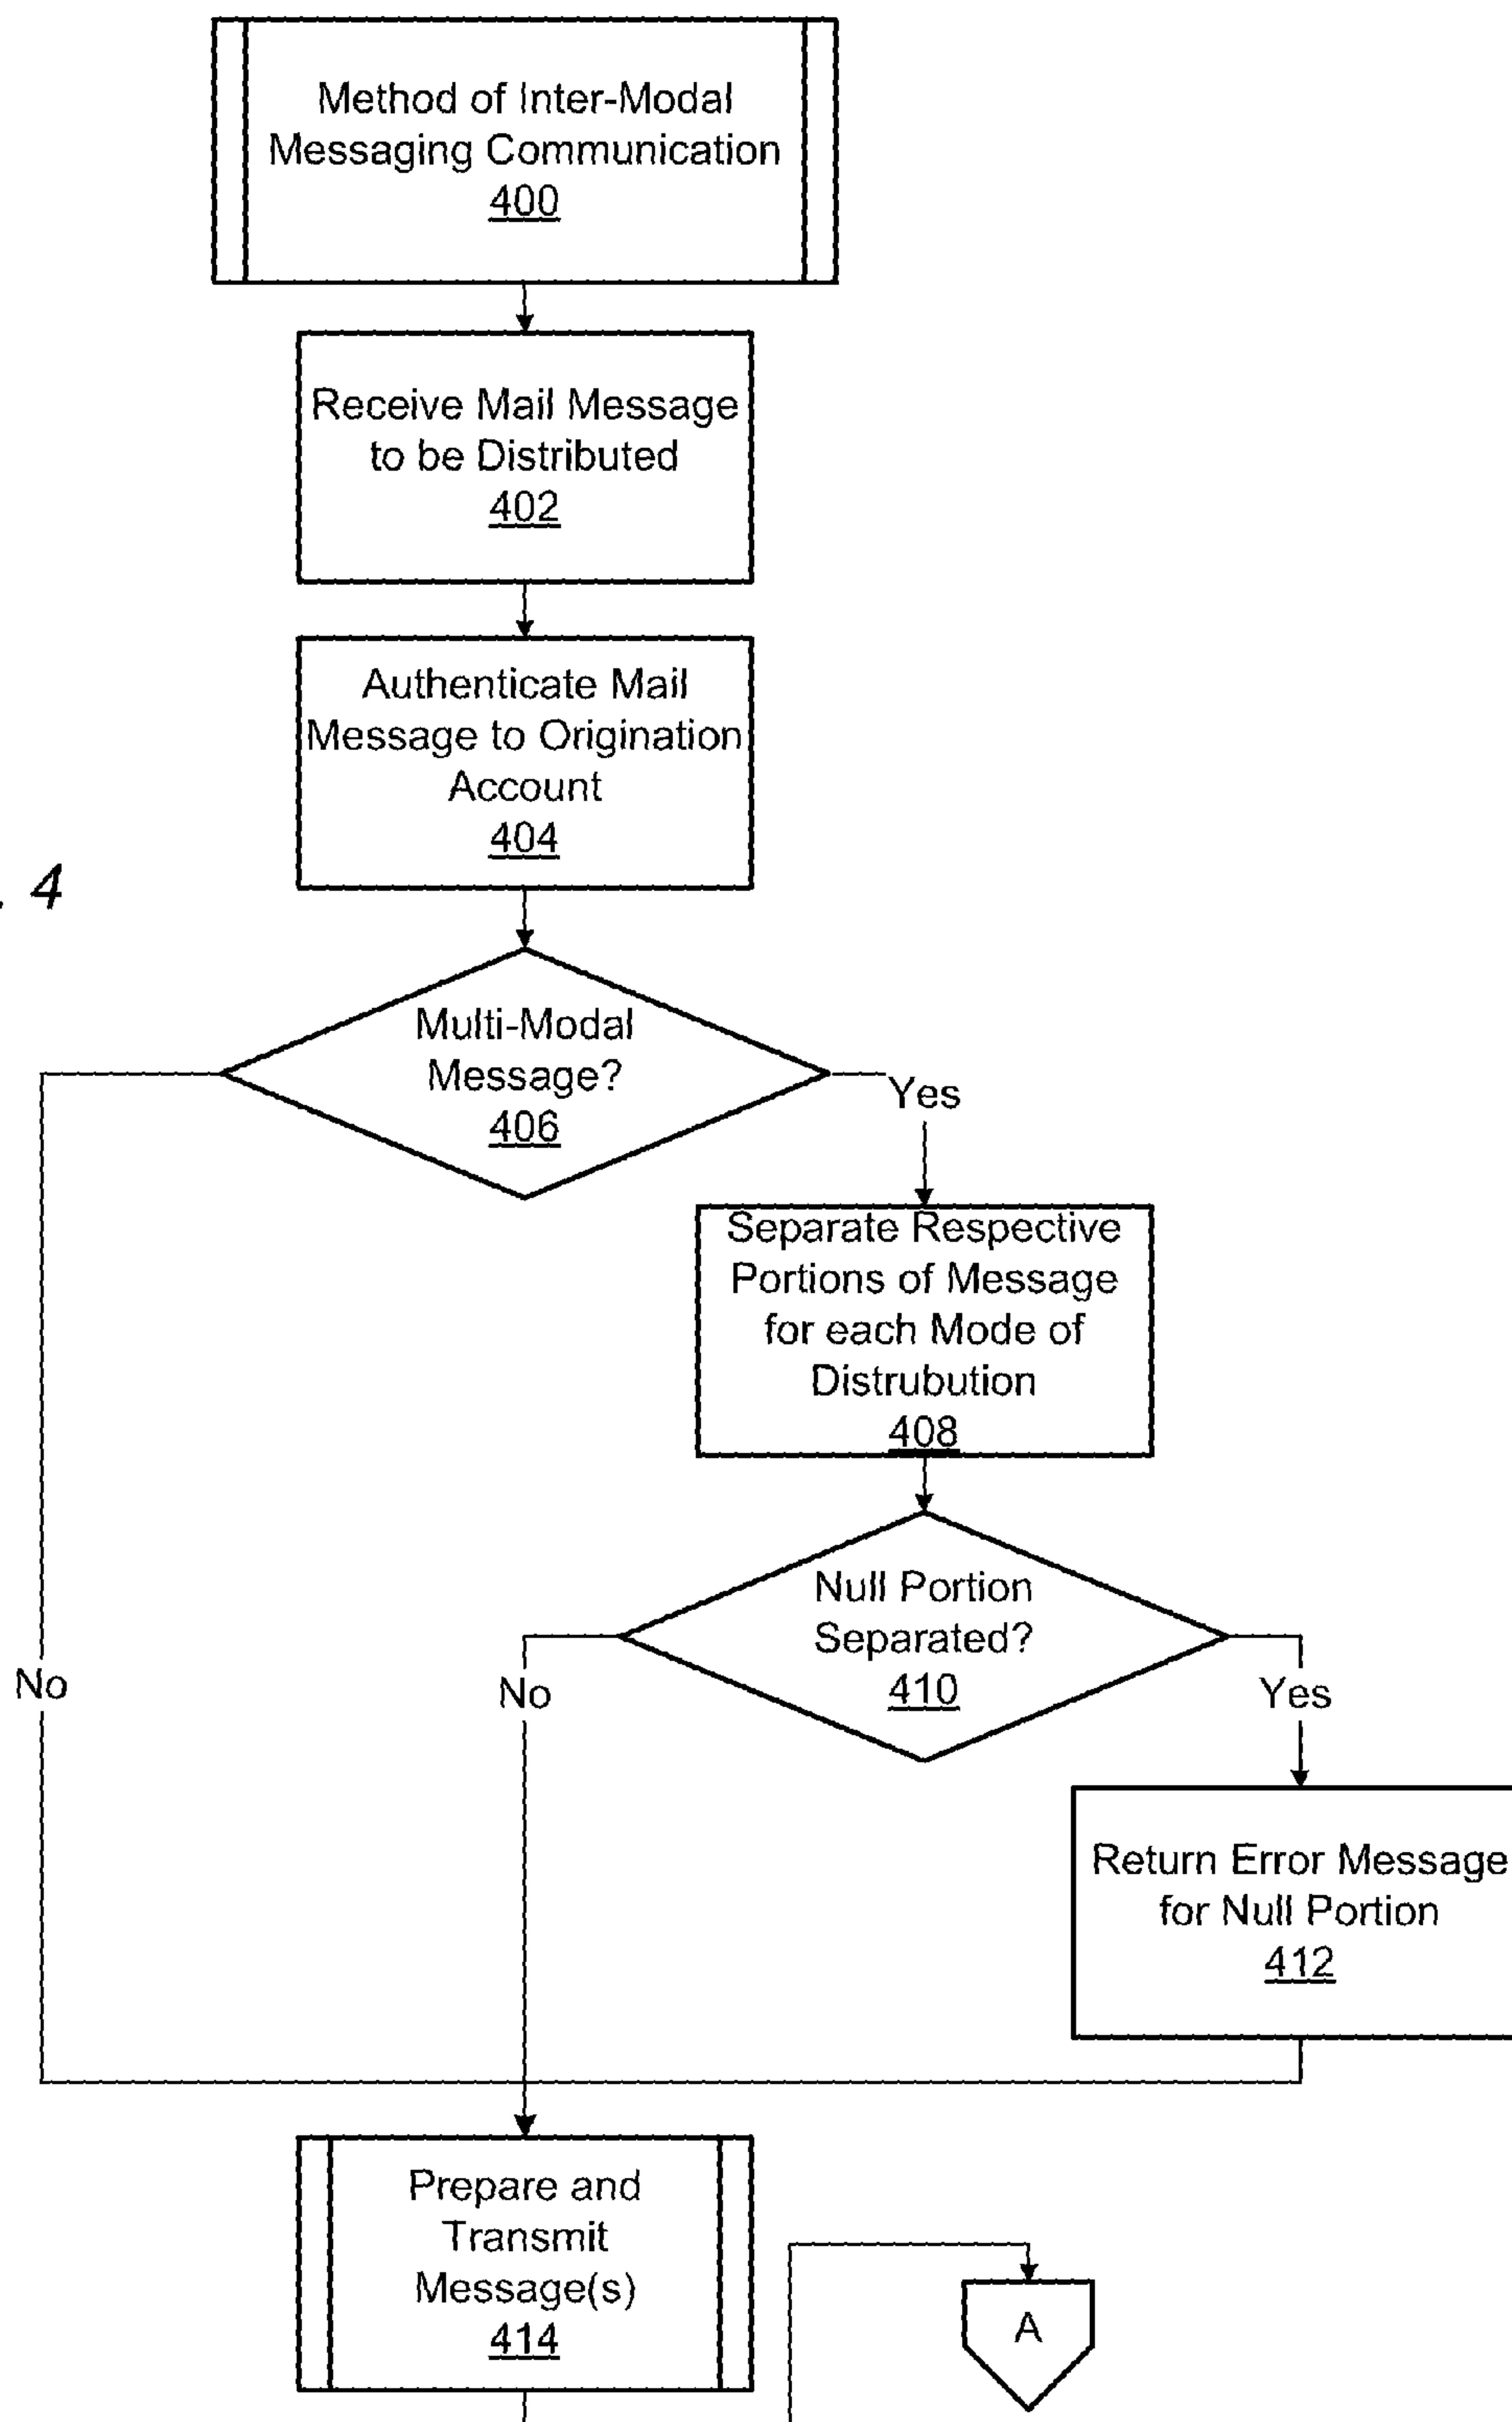 Method of Inter-Modal
Messaging Communication
400
Receive Mail Message
to be Distributed
402
Authenticate Mail
Message to Origination
Account
404
. 4
Multi-Modal
Message?
406
Yes
Separate Respective
Portions of Message
for each Mode of
Distrubution
408
Null Portion
Separated?
410
No
No
Yes
Return Error Message
for Null Portion
412
Prepare and
Transmit
Message(s)
414
A